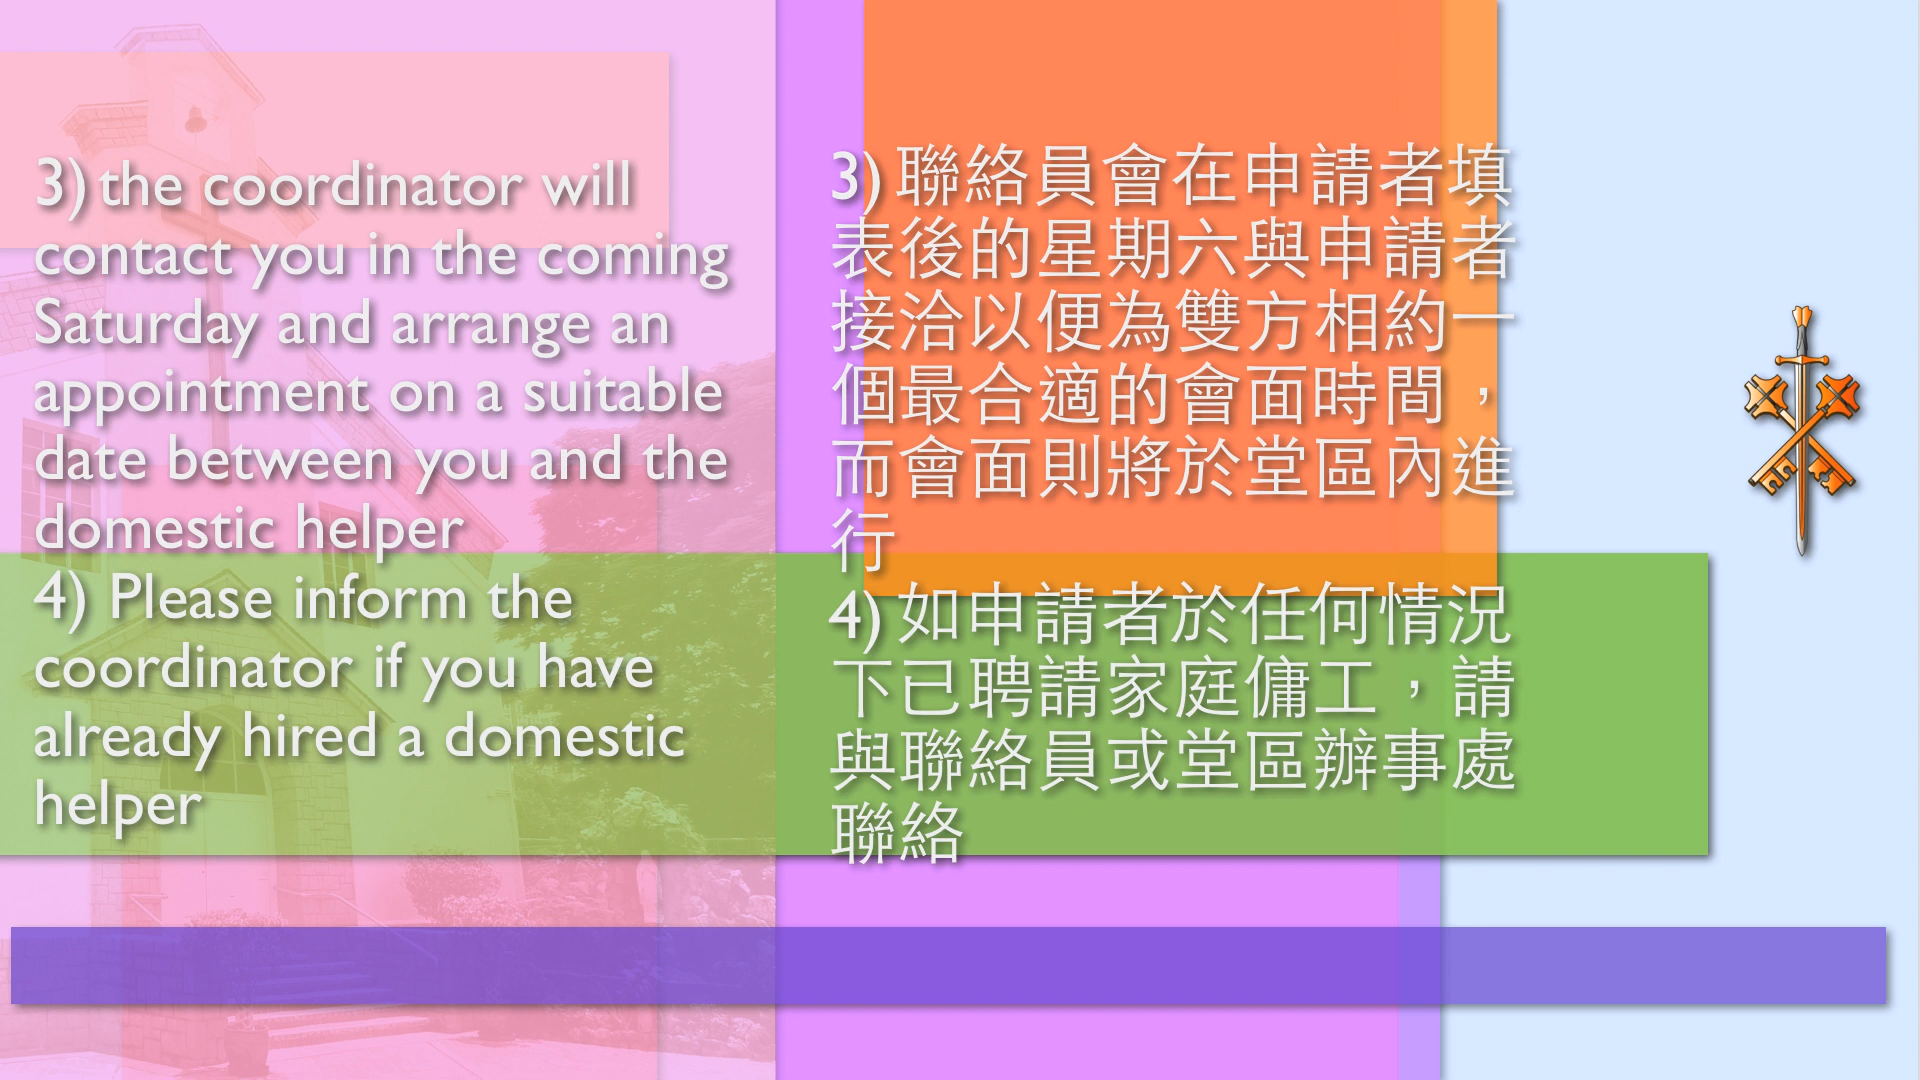 3) the coordinator will
contact you in the coming
Saturday and arrange an
appointment on a suitable
date between you and the
domestic helper
4) Please inform the
coordinator if you have
already hired a domestic
helper
3) 聯絡員會在申請者填
表後的星期六與申請者
接洽以便為雙方相約一
個最合適的會面時間，
而會面則將於堂區內進
行
4) 如申請者於任何情況
下已聘請家庭傭工，請
與聯絡員或堂區辦事處
聯絡